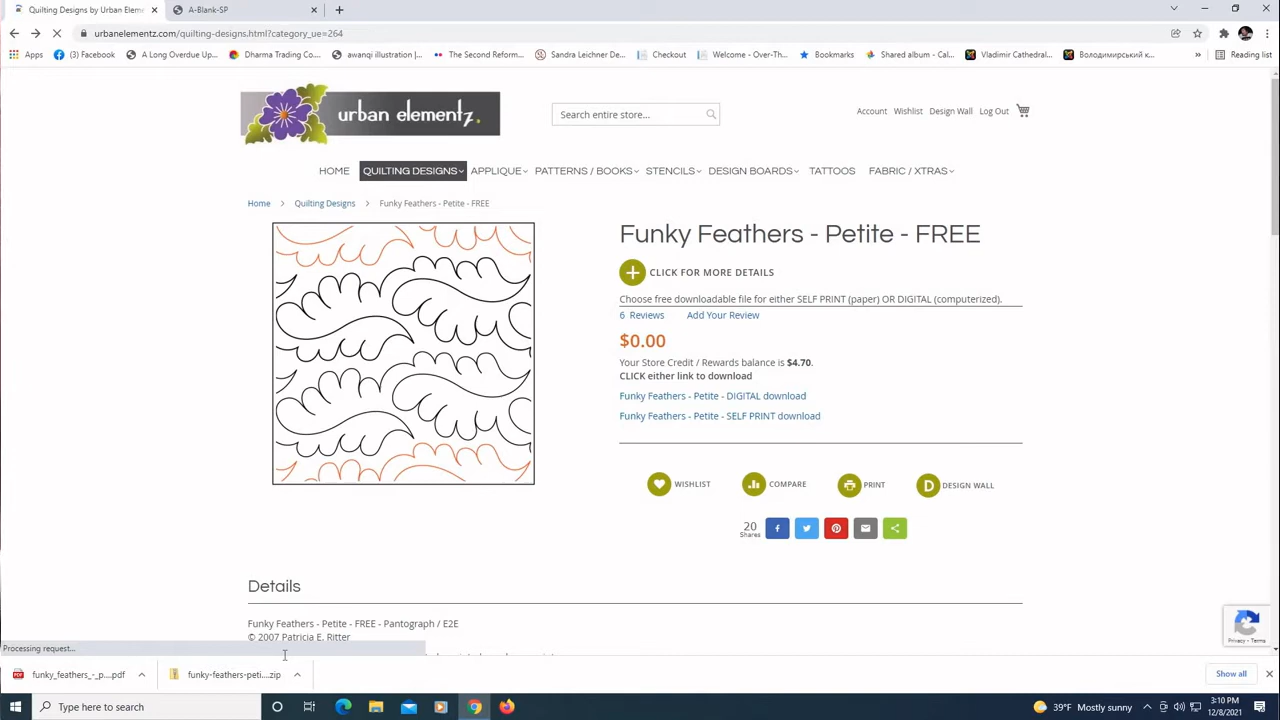 Quilting Designs by Urban Eleme
A-Blank-SP
urbanelementz.com/quilting-designs.html?category_ue=264
Apps
(3) Facebook
A Long Overdue Up...
Dharma Trading Co....
awanqi illustration |...
The Second Reform...
Sandra Leichner De...
Checkout
Welcome - Over-Th...
Bookmarks
Shared album - Cal...
Vladimir Cathedral...
Володимирський к...
»
Reading list
urban elementz.
Search entire store...
Account
Wishlist
Design Wall
Log Out
HOME
QUILTING DESIGNS
APPLIQUE
PATTERNS / BOOKS
STENCILS
DESIGN BOARDS
TATTOOS
FABRIC / XTRAS
Home > Quilting Designs > Funky Feathers - Petite - FREE
Funky Feathers - Petite - FREE
CLICK FOR MORE DETAILS
Choose free downloadable file for either SELF PRINT (paper) OR DIGITAL (computerized).
6 Reviews
Add Your Review
$0.00
Your Store Credit / Rewards balance is $4.70.
CLICK either link to download
Funky Feathers - Petite - DIGITAL download
Funky Feathers - Petite - SELF PRINT download
WISHLIST
COMPARE
PRINT
D
DESIGN WALL
20
Shares
Details
Funky Feathers - Petite - FREE - Pantograph / E2E
© 2007 Patricia E. Ritter
Privacy - Terms
Processing request...
PDF
funky_feathers_-_p....pdf
funky-feathers-peti....zip
Show all
Type here to search
39°F Mostly sunny
3:10 PM
12/8/2021